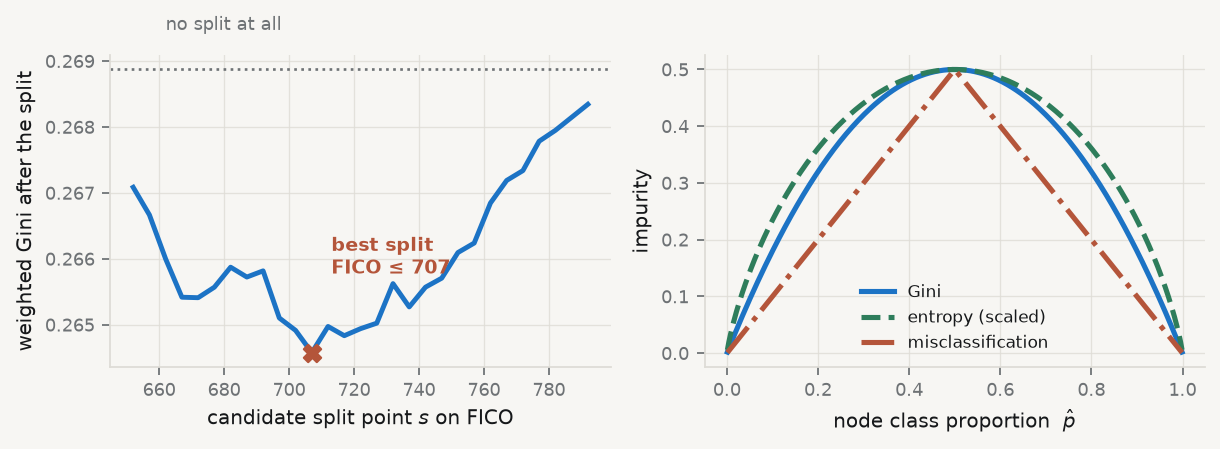 no split at all
0.269
0.268
0.267
0.266
0.265
weighted Gini after the split
best split
FICO ≤ 707
660 680 700 720 740 760 780
candidate split point s on FICO
0.5
0.4
0.3
0.2
0.1
0.0
impurity
Gini
entropy (scaled)
misclassification
0.0 0.2 0.4 0.6 0.8 1.0
node class proportion p̂